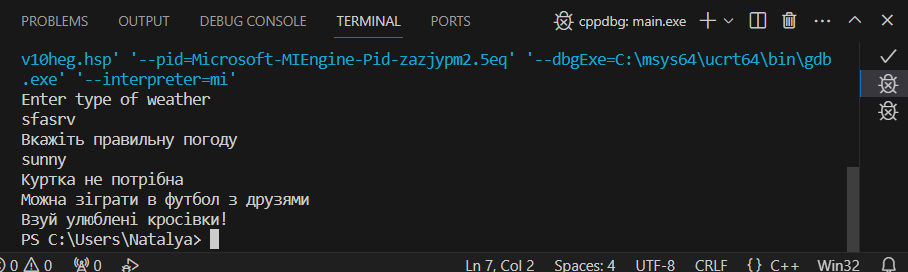 PROBLEMS OUTPUT DEBUG CONSOLE TERMINAL PORTS cppdbg: main.exe
v10heg.hsp' '--pid=Microsoft-MIEngine-Pid-zazjypm2.5eq' '--dbgExe=C:\msys64\ucrt64\bin\gdb
.exe' '--interpreter=mi'
Enter type of weather
sfasrv
Вкажіть правильну погоду
sunny
Куртка не потрібна
Можна зіграти в футбол з друзями
Взуй улюблені кросівки!
PS C:\Users\Natalya>
0 0 0 Ln 7, Col 2 Spaces: 4 UTF-8 CRLF {} C++ Win32